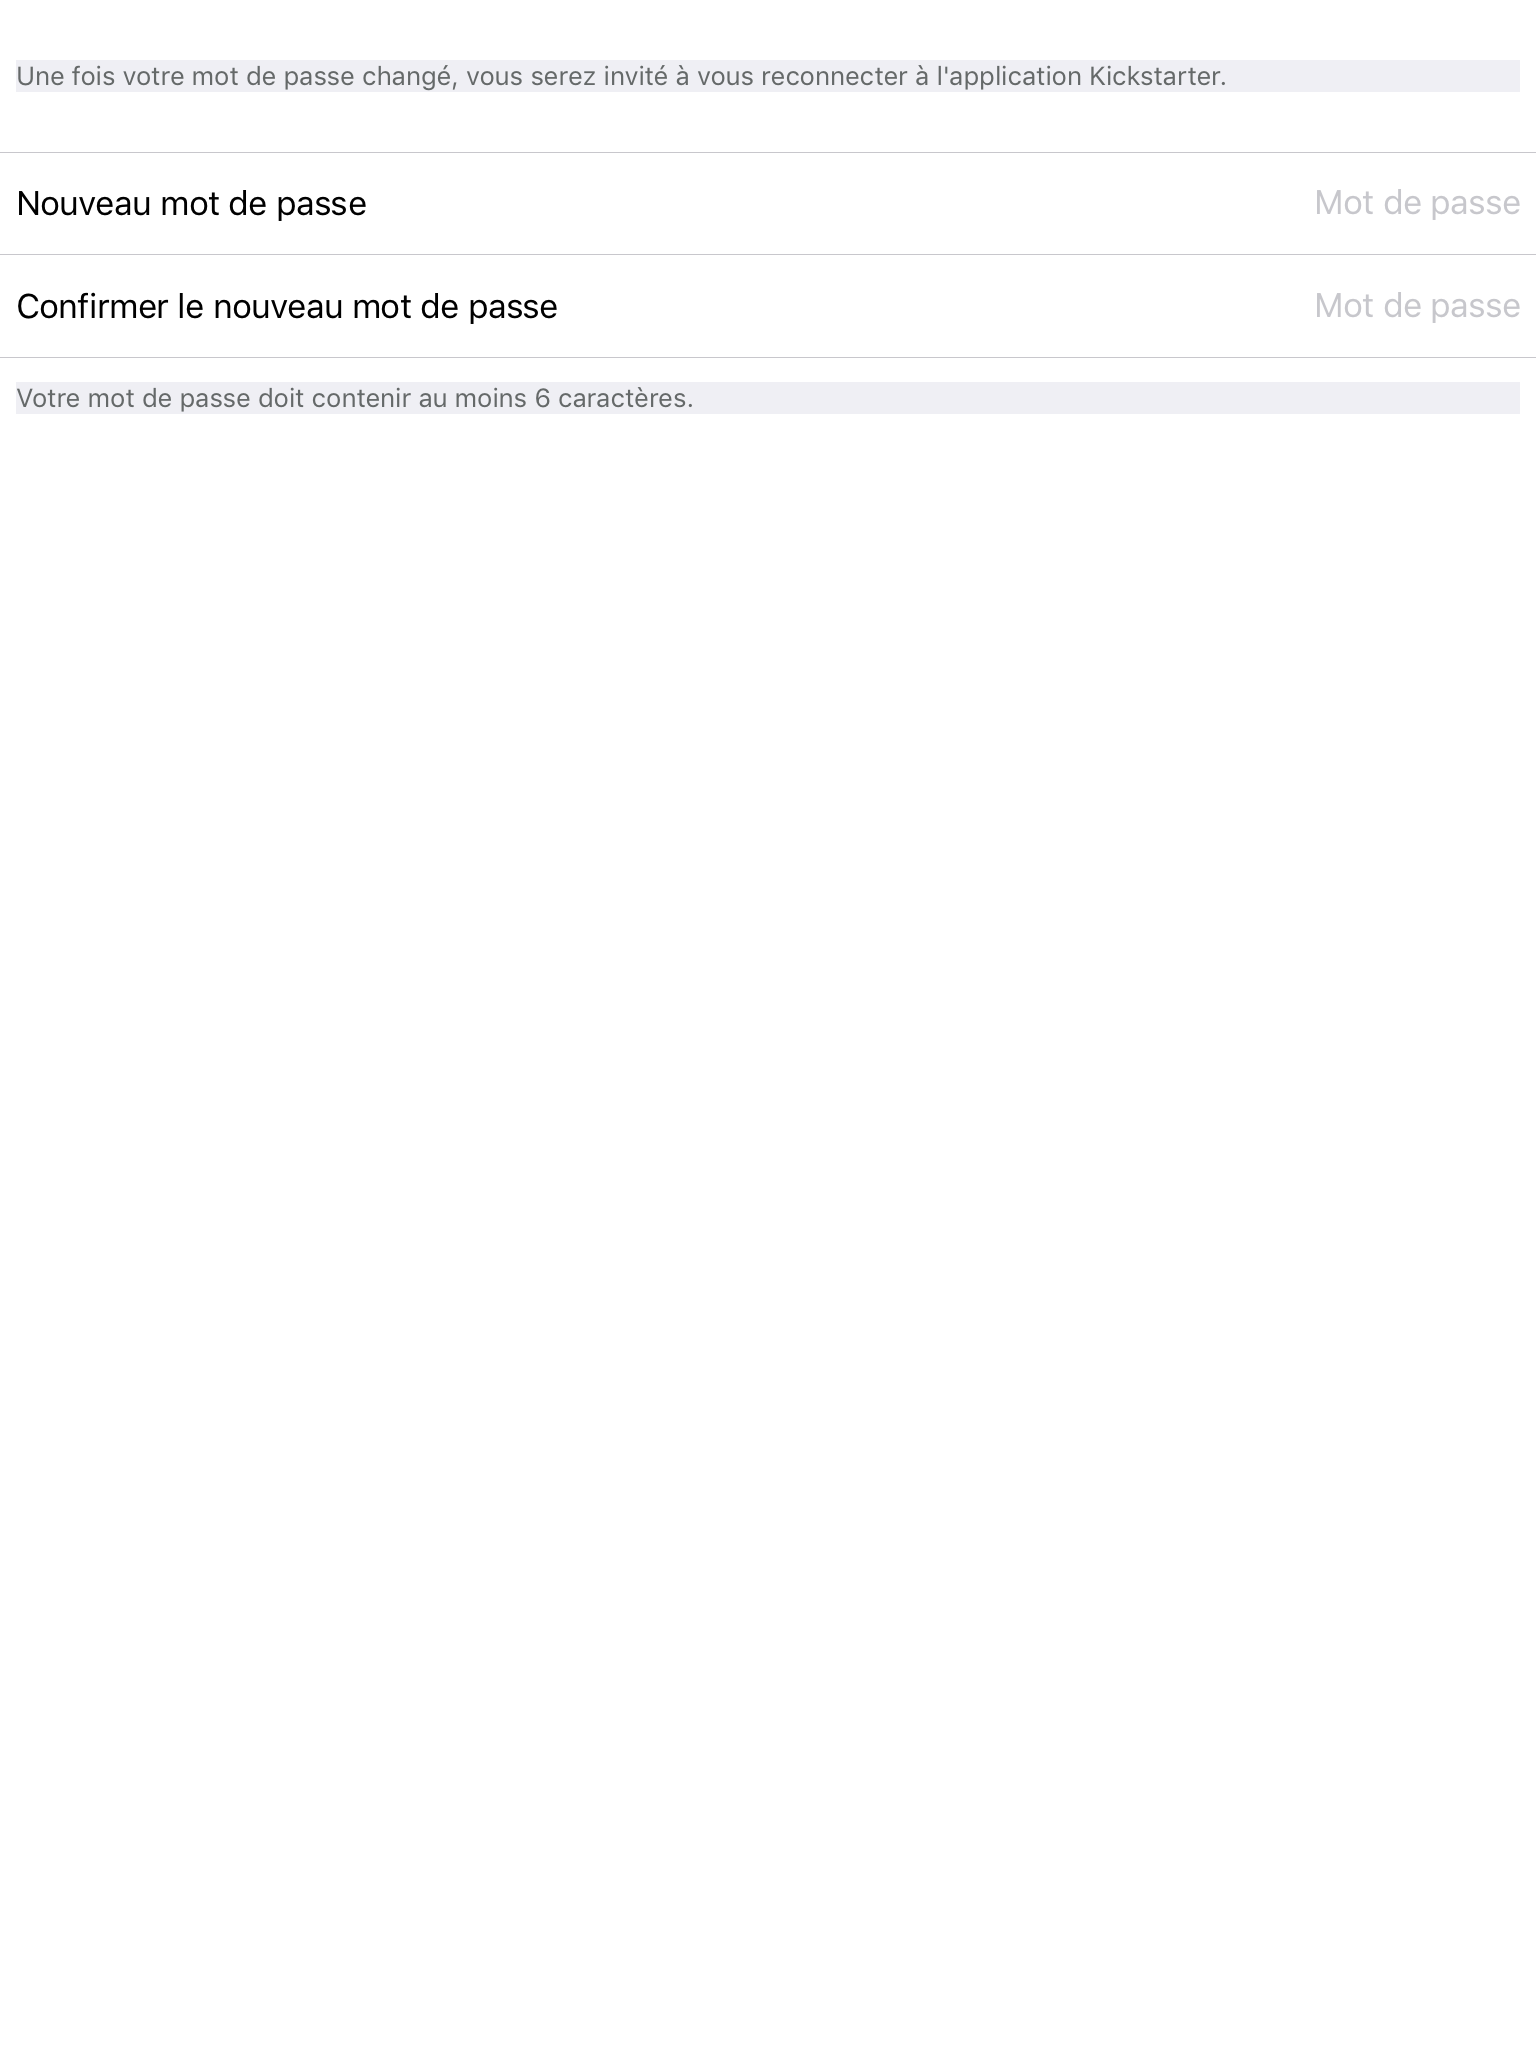 Une fois votre mot de passe changé, vous serez invité à vous reconnecter à l'application Kickstarter.
Nouveau mot de passe Mot de passe
Confirmer le nouveau mot de passe Mot de passe
Votre mot de passe doit contenir au moins 6 caractères.